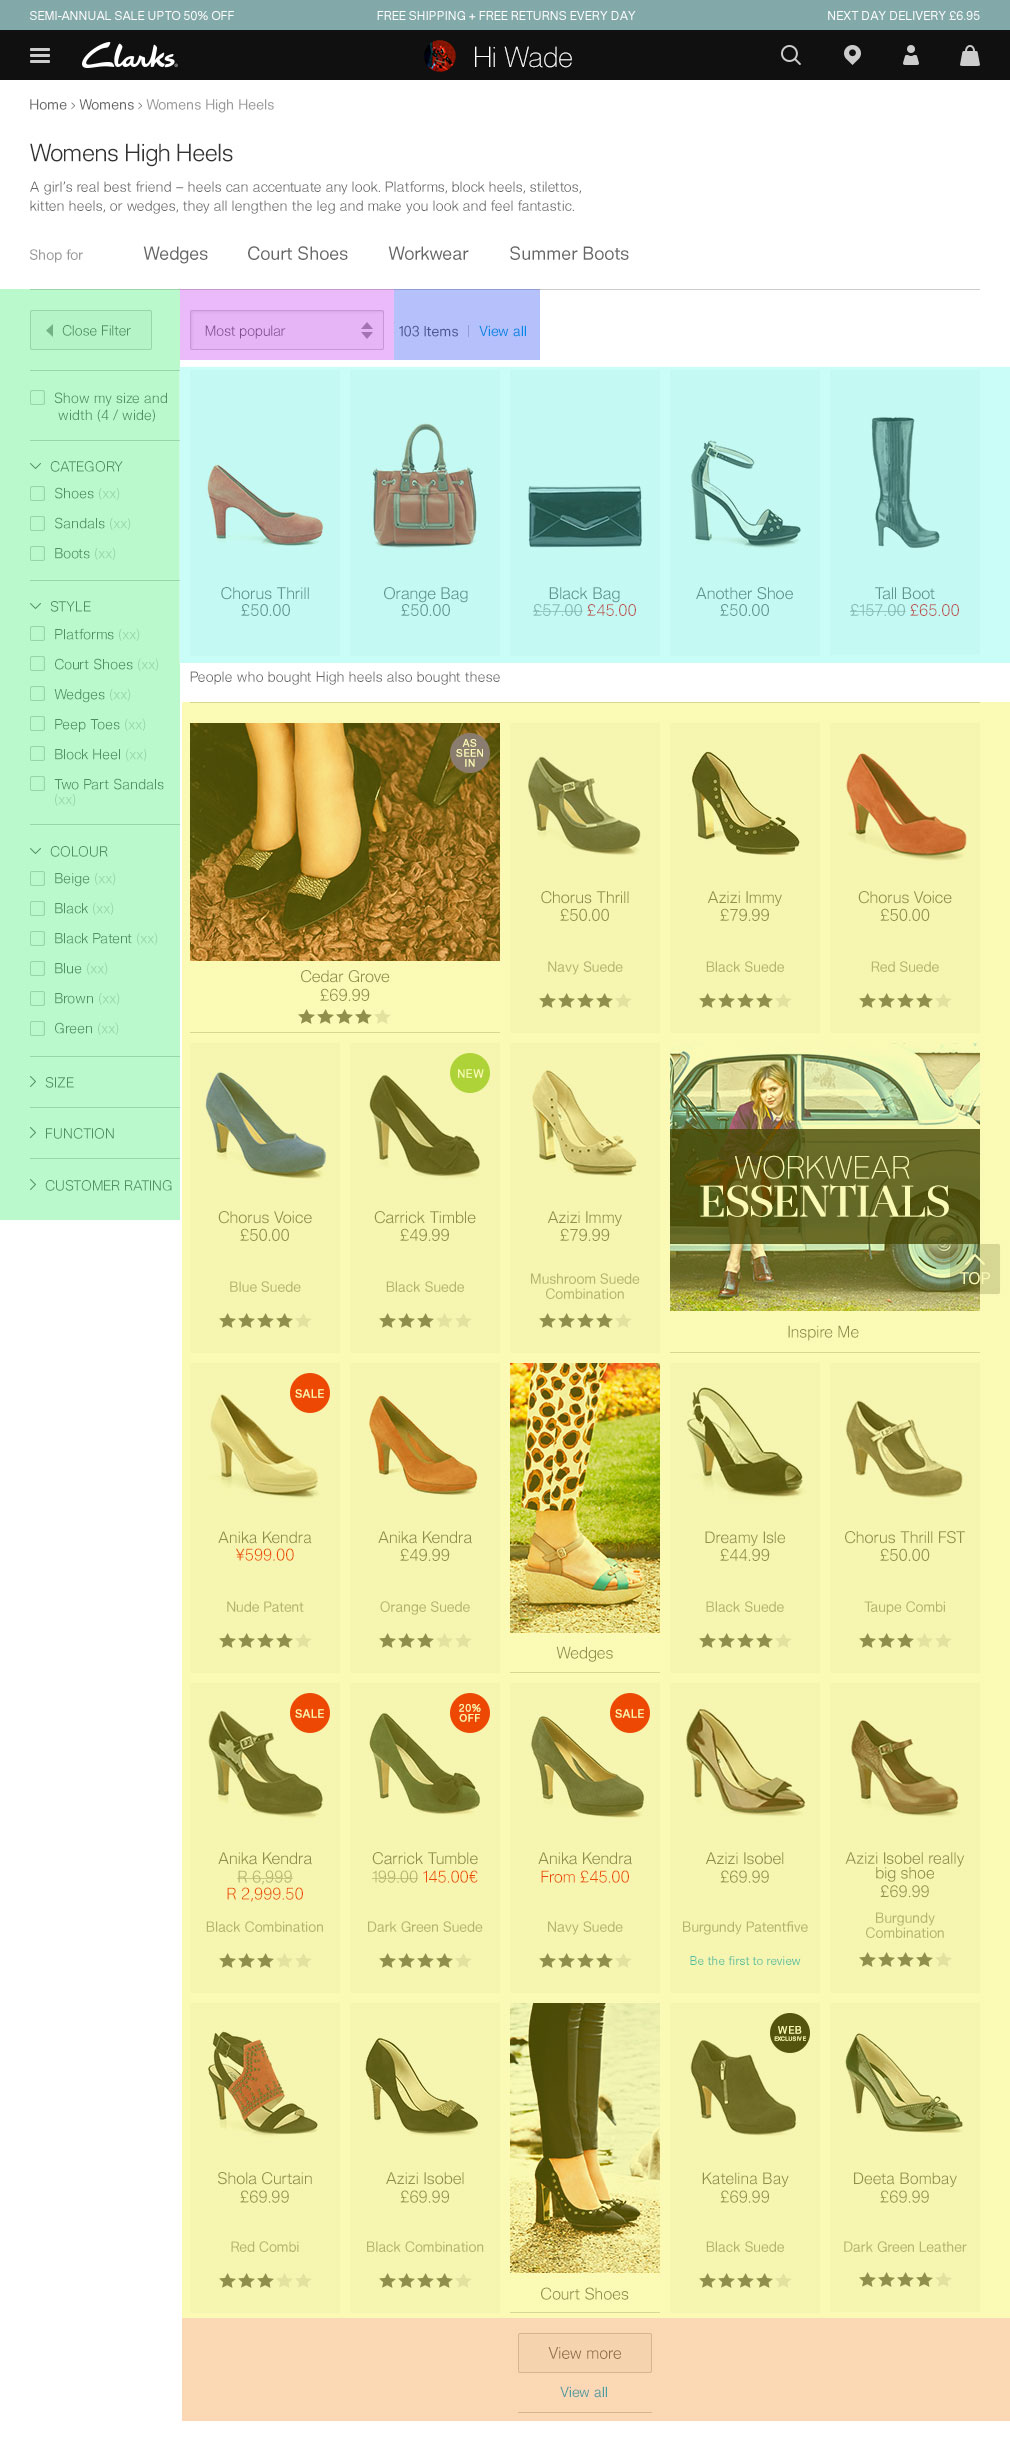 SEMI-ANNUAL SALE UPTO 50% OFF
FREE SHIPPING + FREE RETURNS EVERY DAY
NEXT DAY DELIVERY £6.95
Clarks.
Hi Wade
Home › Womens › Womens High Heels
Womens High Heels
A girl's real best friend – heels can accentuate any look. Platforms, block heels, stilettos,
kitten heels, or wedges, they all lengthen the leg and make you look and feel fantastic.
Shop for
Wedges
Court Shoes
Workwear
Summer Boots
Close Filter
Most popular
103 Items | View all
Show my size and
width (4 / wide)
CATEGORY
Shoes (xx)
Sandals (xx)
Boots (xx)
STYLE
Platforms (xx)
Court Shoes (xx)
Wedges (xx)
Peep Toes (xx)
Block Heel (xx)
Two Part Sandals
(xx)
COLOUR
Beige (xx)
Black (xx)
Black Patent (xx)
Blue (xx)
Brown (xx)
Green (xx)
SIZE
FUNCTION
CUSTOMER RATING
Chorus Thrill
£50.00
Orange Bag
£50.00
Black Bag
£57.00 £45.00
Another Shoe
£50.00
Tall Boot
£157.00 £65.00
People who bought High heels also bought these
AS
SEEN
IN
Cedar Grove
£69.99
Chorus Thrill
£50.00
Navy Suede
Azizi Immy
£79.99
Black Suede
Chorus Voice
£50.00
Red Suede
Chorus Voice
£50.00
Blue Suede
NEW
Carrick Timble
£49.99
Black Suede
Azizi Immy
£79.99
Mushroom Suede
Combination
WORKWEAR
ESSENTIALS
TOP
Inspire Me
SALE
Anika Kendra
¥599.00
Nude Patent
Anika Kendra
£49.99
Orange Suede
Wedges
Dreamy Isle
£44.99
Black Suede
Chorus Thrill FST
£50.00
Taupe Combi
SALE
Anika Kendra
R 6,999
R 2,999.50
Black Combination
20%
OFF
Carrick Tumble
199.00 145.00€
Dark Green Suede
SALE
Anika Kendra
From £45.00
Navy Suede
Azizi Isobel
£69.99
Burgundy Patentfive
Be the first to review
Azizi Isobel really
big shoe
£69.99
Burgundy
Combination
Shola Curtain
£69.99
Red Combi
Azizi Isobel
£69.99
Black Combination
Court Shoes
WEB
EXCLUSIVE
Katelina Bay
£69.99
Black Suede
Deeta Bombay
£69.99
Dark Green Leather
View more
View all